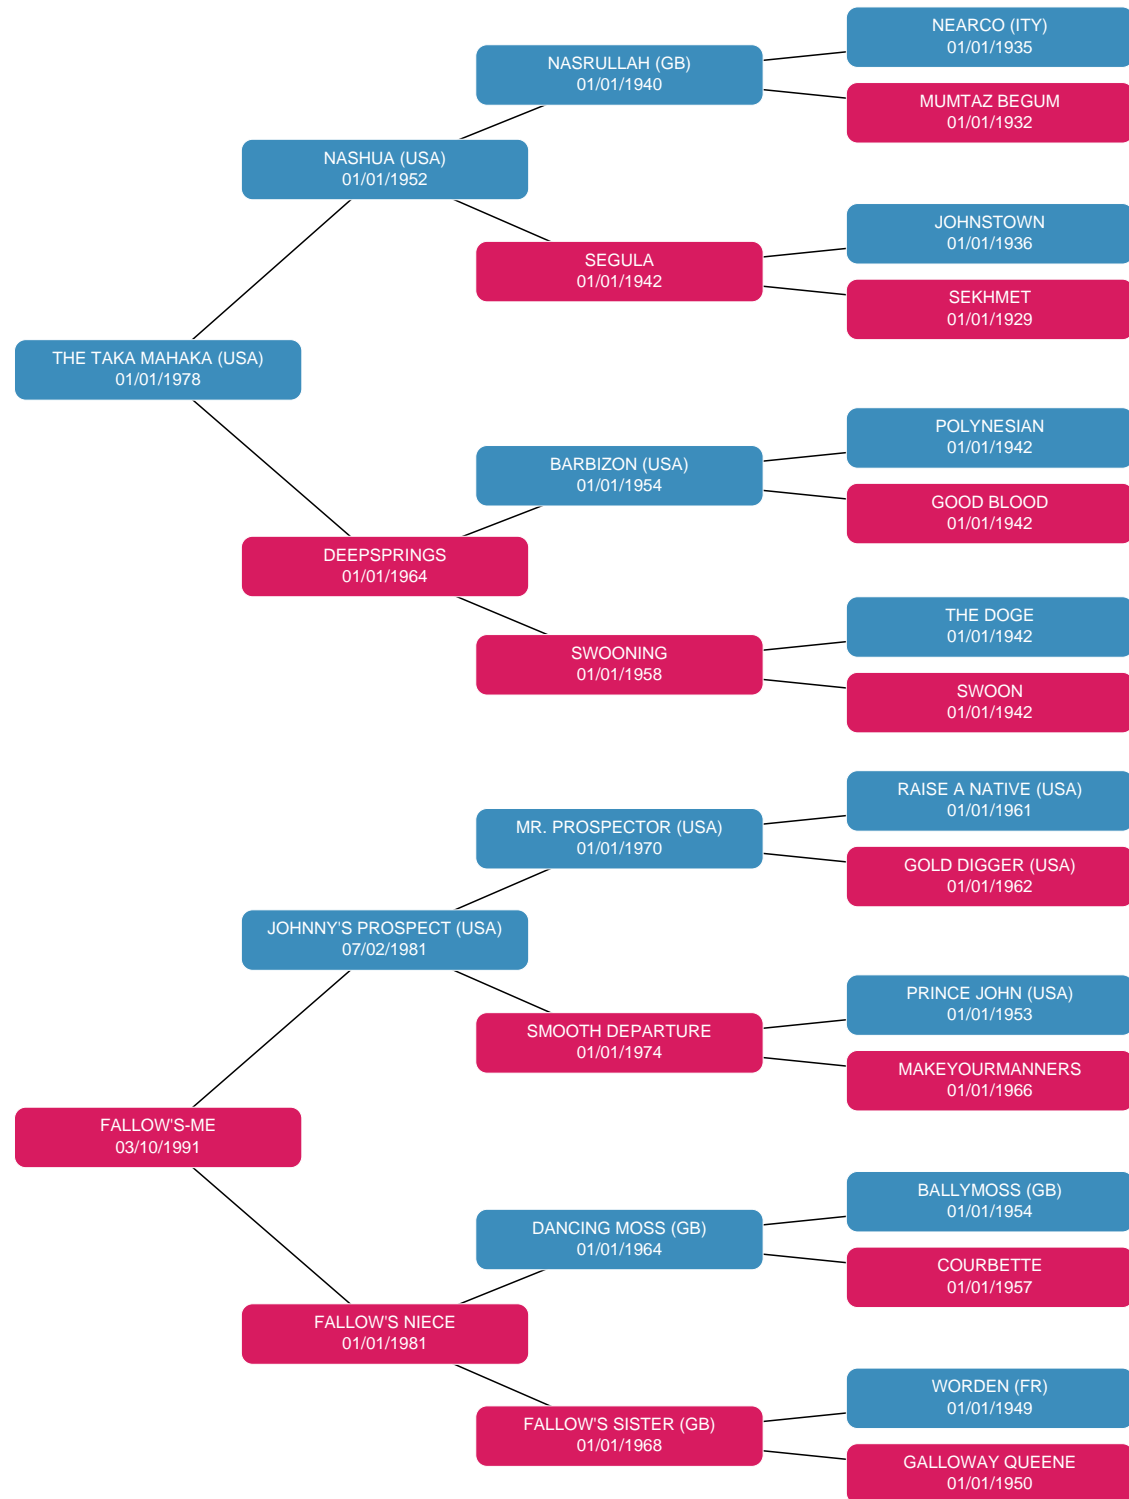 NEARCO (ITY)
01/01/1935
NASRULLAH (GB)
01/01/1940
MUMTAZ BEGUM
01/01/1932
NASHUA (USA)
01/01/1952
JOHNSTOWN
01/01/1936
SEGULA
01/01/1942
SEKHMET
01/01/1929
THE TAKA MAHAKA (USA)
01/01/1978
POLYNESIAN
01/01/1942
BARBIZON (USA)
01/01/1954
GOOD BLOOD
01/01/1942
DEEPSPRINGS
01/01/1964
THE DOGE
01/01/1942
SWOONING
01/01/1958
SWOON
01/01/1942
RAISE A NATIVE (USA)
01/01/1961
MR. PROSPECTOR (USA)
01/01/1970
GOLD DIGGER (USA)
01/01/1962
JOHNNY'S PROSPECT (USA)
07/02/1981
PRINCE JOHN (USA)
01/01/1953
SMOOTH DEPARTURE
01/01/1974
MAKEYOURMANNERS
01/01/1966
FALLOW'S-ME
03/10/1991
BALLYMOSS (GB)
01/01/1954
DANCING MOSS (GB)
01/01/1964
COURBETTE
01/01/1957
FALLOW'S NIECE
01/01/1981
WORDEN (FR)
01/01/1949
FALLOW'S SISTER (GB)
01/01/1968
GALLOWAY QUEENE
01/01/1950